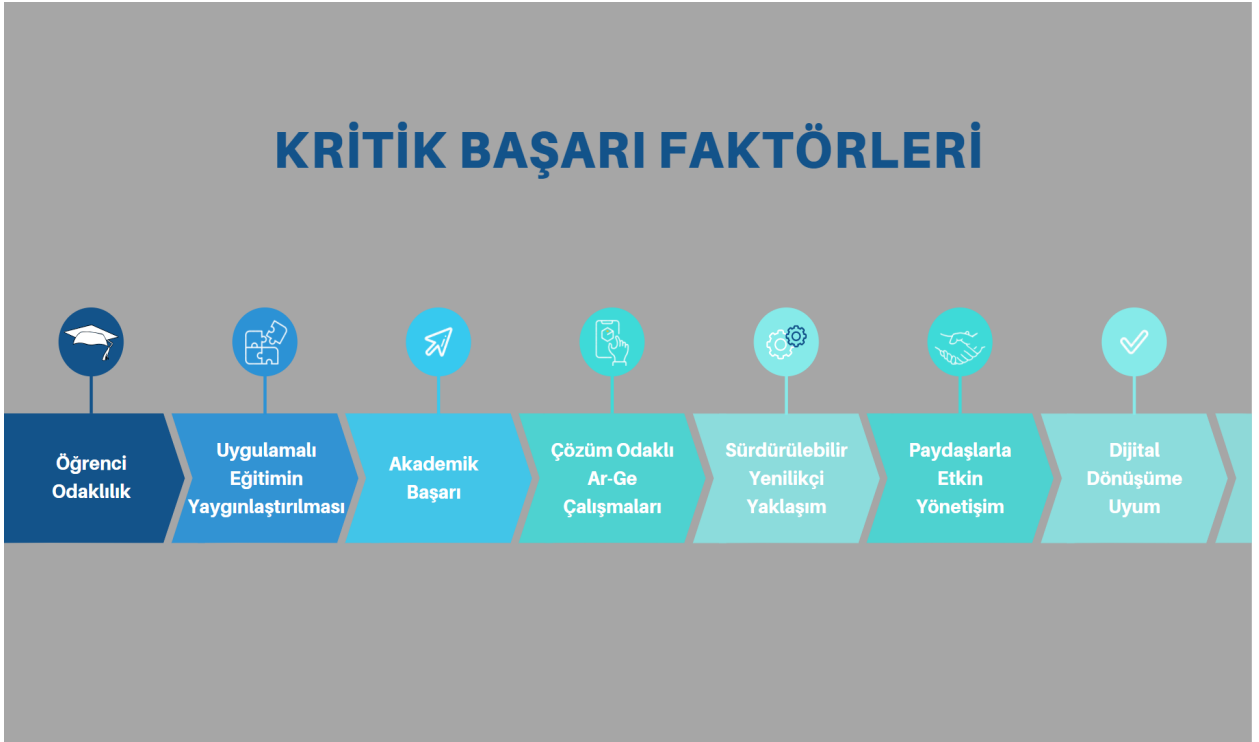 KRİTİK BAŞARI FAKTÖRLERİ
Öğrenci
Odaklılık
Uygulamalı
Eğitimin
Yaygınlaştırılması
Akademik
Başarı
Çözüm Odaklı
Ar-Ge
Çalışmaları
Sürdürülebilir
Yenilikçi
Yaklaşım
Paydaşlarla
Etkin
Yönetişim
Dijital
Dönüşüme
Uyum